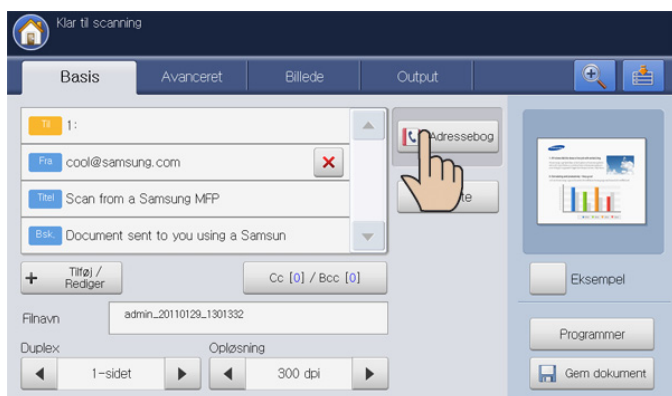 Klar til scanning
Basis
Avanceret
Billede
Output
Til 1:
Fra cool@samsung.com
Titel Scan from a Samsung MFP
Bsk. Document sent to you using a Samsun
Adressebog
+ Tilføj /
Rediger
Cc [0] / Bcc [0]
Filnavn admin_20110129_1301332
Duplex
Opløsning
1-sidet
300 dpi
Eksempel
Programmer
Gem dokument